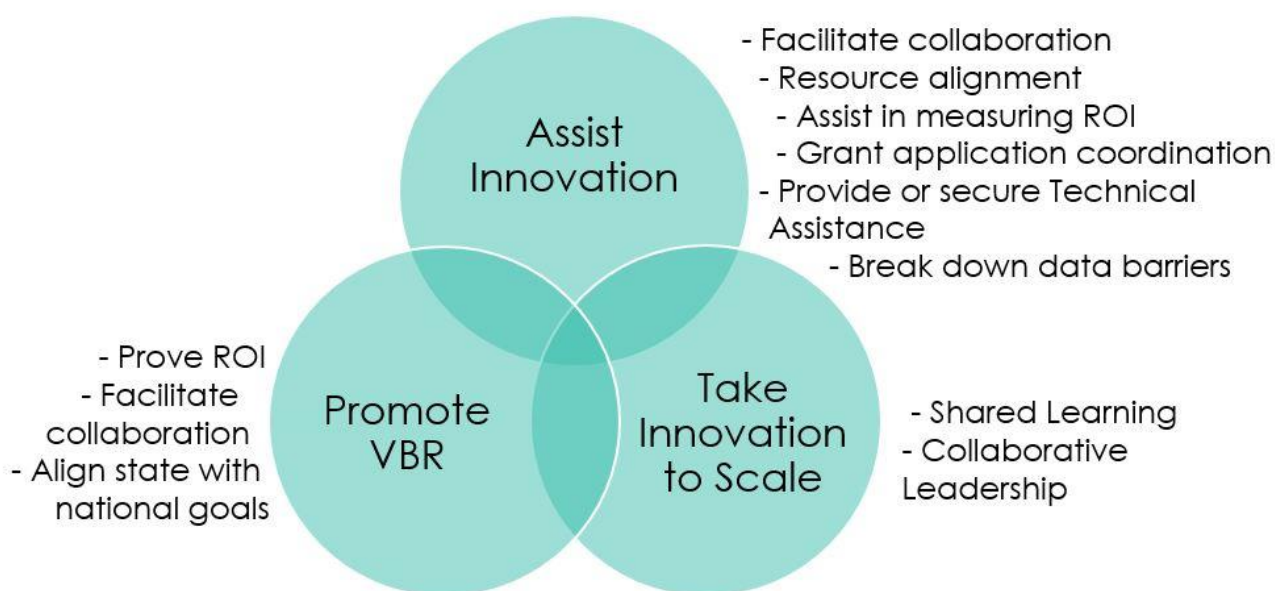 Assist
Innovation
- Facilitate collaboration
- Resource alignment
- Assist in measuring ROI
- Grant application coordination
- Provide or secure Technical
Assistance
- Break down data barriers
- Prove ROI
- Facilitate
collaboration
- Align state with
national goals
Promote
VBR
Take
Innovation
to Scale
- Shared Learning
- Collaborative
Leadership